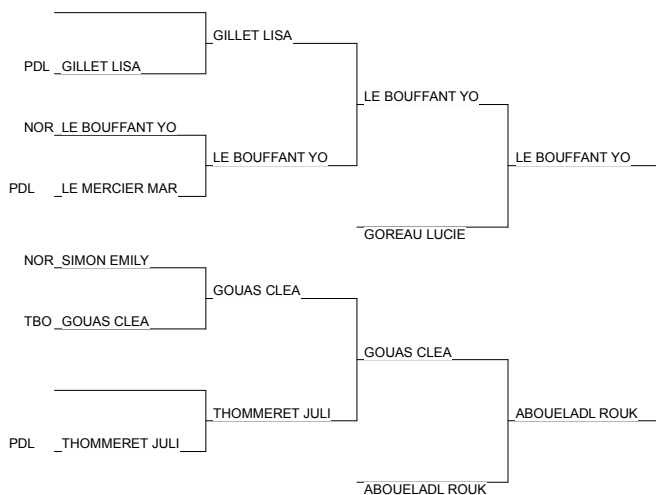 GILLET LISA
PDL GILLET LISA
LE BOUFFANT YO
NOR LE BOUFFANT YO
LE BOUFFANT YO
LE BOUFFANT YO
PDL LE MERCIER MAR
GOREAU LUCIE
NOR SIMON EMILY
GOUAS CLEA
TBO GOUAS CLEA
GOUAS CLEA
THOMMERET JULI
ABOUELADL ROUK
PDL THOMMERET JULI
ABOUELADL ROUK